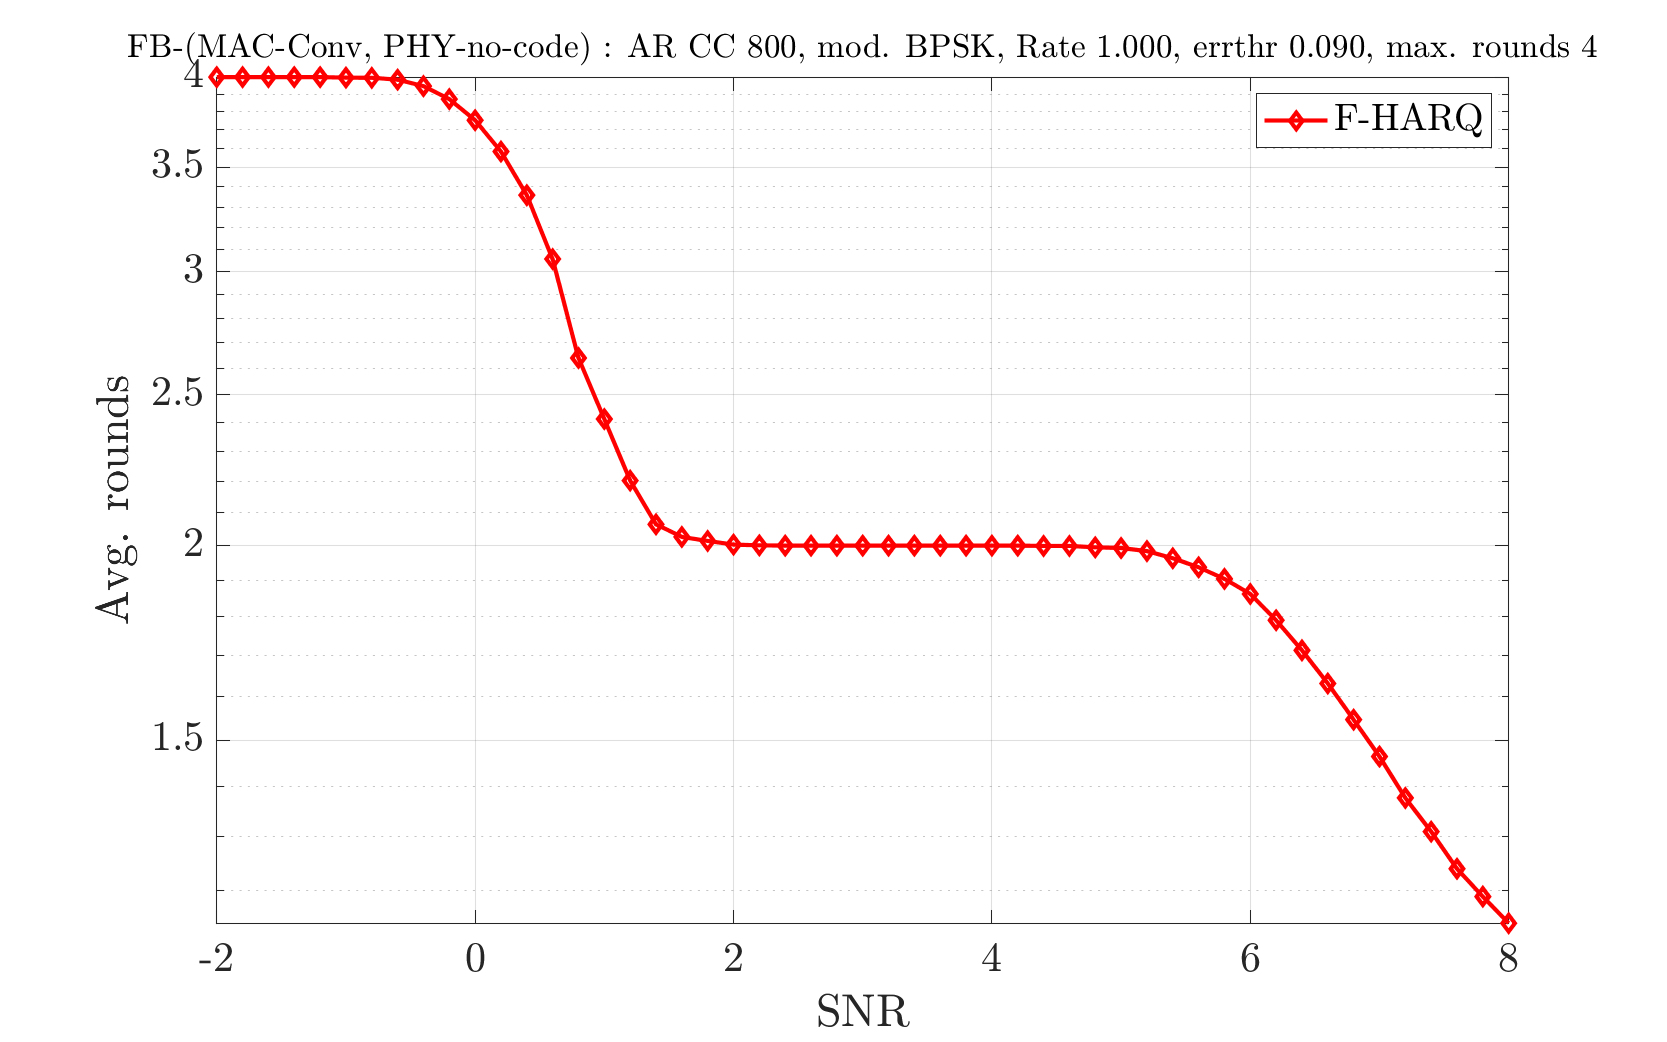 FB-(MAC-Conv, PHY-no-code) : AR CC 800, mod. BPSK, Rate 1.000, errthr 0.090, max. rounds 4
F-HARQ
4
3.5
3
2.5
2
1.5
Avg. rounds
-2 0 2 4 6 8
SNR